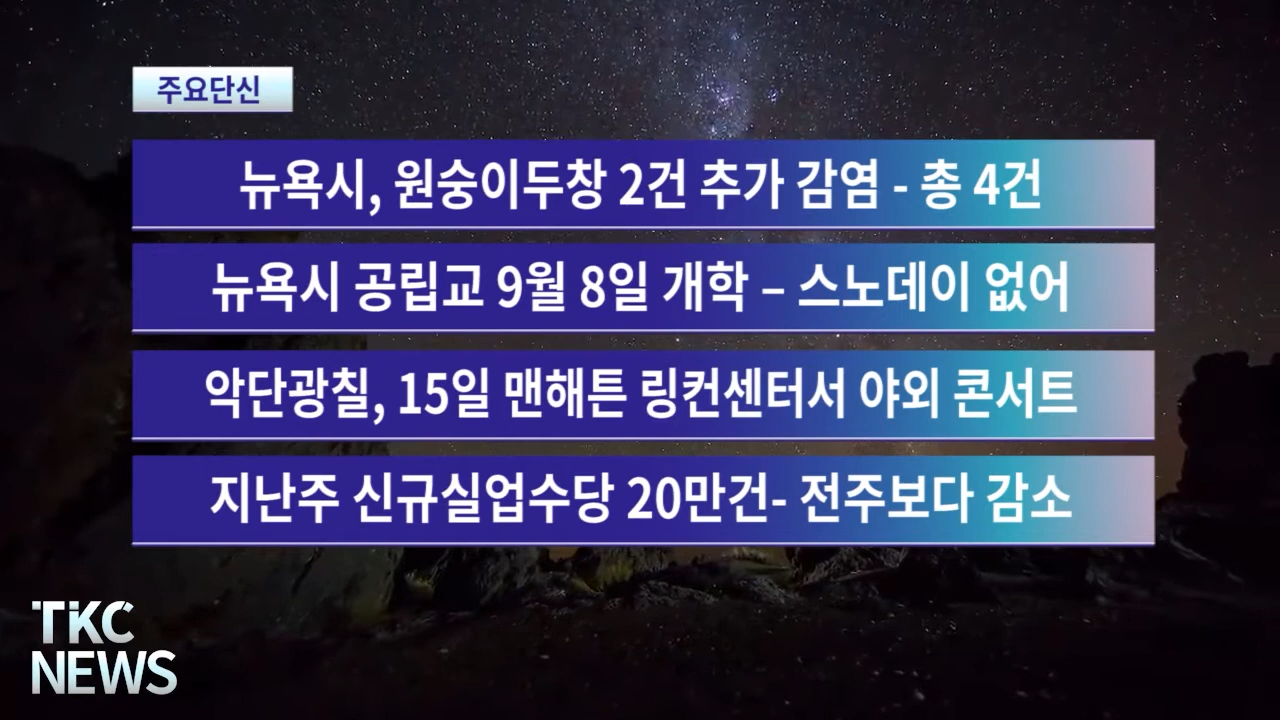 주요단신
뉴욕시, 원숭이두창 2건 추가 감염 - 총 4건
뉴욕시 공립교 9월 8일 개학 – 스노데이 없어
악단광칠, 15일 맨해튼 링컨센터서 야외 콘서트
지난주 신규실업수당 20만건- 전주보다 감소
TKC
NEWS